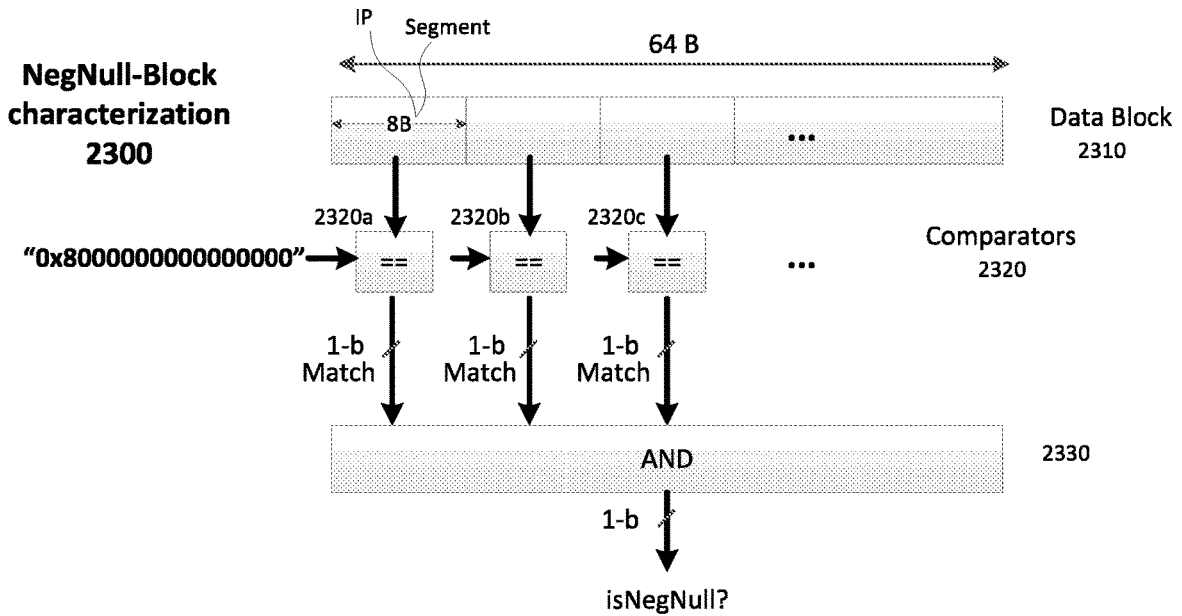 IP
Segment
64 B
NegNull-Block
characterization
2300
8B
...
Data Block
2310
2320a
2320b
2320c
Comparators
2320
“0x8000000000000000”
==
==
==
...
1-b
Match
1-b
Match
1-b
Match
AND
2330
1-b
isNegNull?